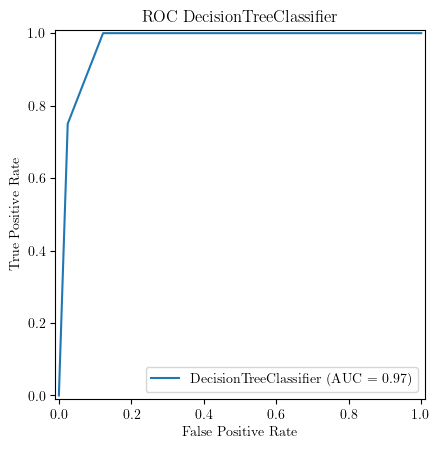 ROC DecisionTreeClassifier
1.0
0.8
0.6
0.4
0.2
0.0
True Positive Rate
DecisionTreeClassifier (AUC = 0.97)
0.0 0.2 0.4 0.6 0.8 1.0
False Positive Rate